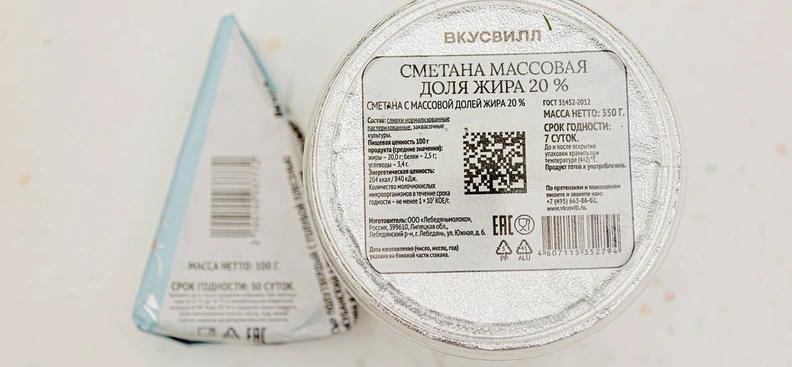 ВКУСВИЛЛ
СМЕТАНА МАССОВАЯ
ДОЛЯ ЖИРА 20 %
СМЕТАНА С МАССОВОЙ ДОЛЕЙ ЖИРА 20 %
Состав: сливки нормализованные
пастеризованные, заквасочные
культуры.
Пищевая ценность 100 г
продукта (средние значения):
жиры – 20,0 г; белки – 2,5 г;
углеводы – 3,4 г.
Энергетическая ценность:
204 ккал / 840 кДж.
Количество молочнокислых
микроорганизмов в течение срока
годности – не менее 1 × 10⁷ КОЕ/г.
Изготовитель: ООО «Лебедяньмолоко»,
Россия, 399610, Липецкая обл.,
Лебедянский р-н, г. Лебедянь, ул. Южная, д. 6.
Дата изготовления (число, месяц, год)
указана на боковой части стакана.
ГОСТ 31452-2012
МАССА НЕТТО: 350 Г.
СРОК ГОДНОСТИ:
7 СУТОК.
До и после вскрытия
упаковки хранить при
температуре (4±2) °С.
Продукт готов к употреблению.
По претензиям и пожеланиям
пишите и звоните нам:
+7 (495) 663-86-02,
www.vkusvill.ru.
EAC
5
PP
ALU
4 607115 352794
МАССА НЕТТО: 100 Г.
СРОК ГОДНОСТИ: 50 СУТОК.
EAC